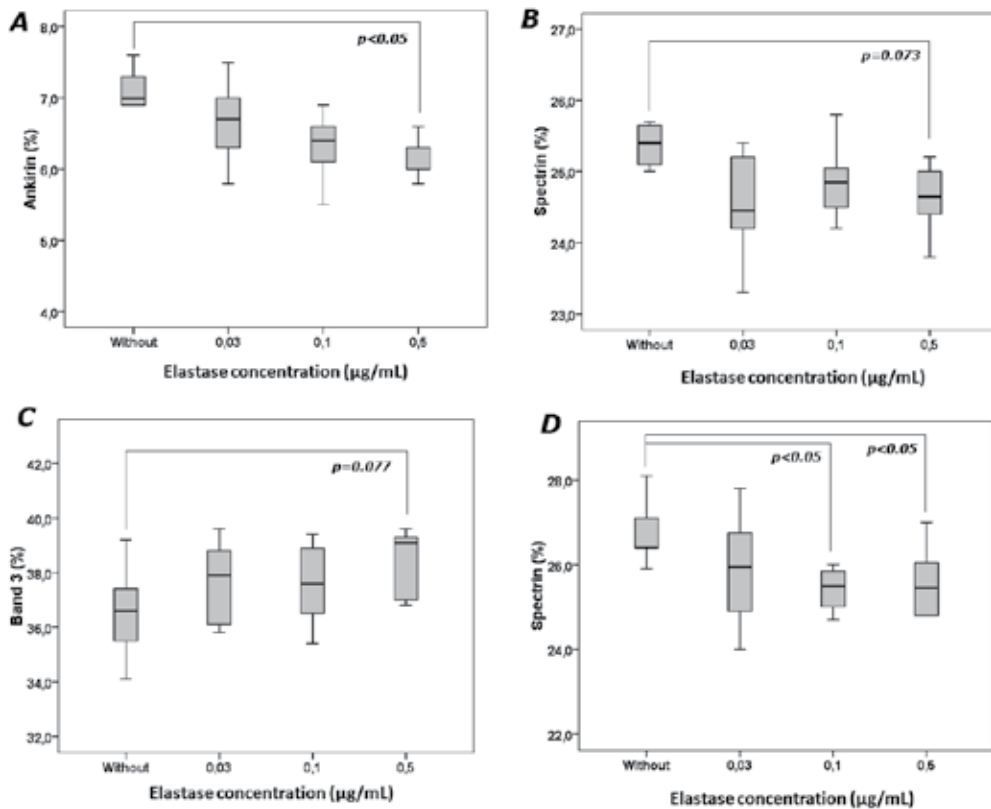 A
p<0.05
8,0
7,0
6,0
5,0
4,0
Ankirin (%)
Without
0,03
0,1
0,5
Elastase concentration (µg/mL)
B
p=0.073
27,0
26,0
25,0
24,0
23,0
Spectrin (%)
Without
0,03
0,1
0,5
Elastase concentration (µg/mL)
C
p=0.077
42,0
40,0
38,0
36,0
34,0
32,0
Band 3 (%)
Without
0,03
0,1
0,5
Elastase concentration (µg/mL)
D
p<0.05
p<0.05
28,0
26,0
24,0
22,0
Spectrin (%)
Without
0,03
0,1
0,5
Elastase concentration (µg/mL)